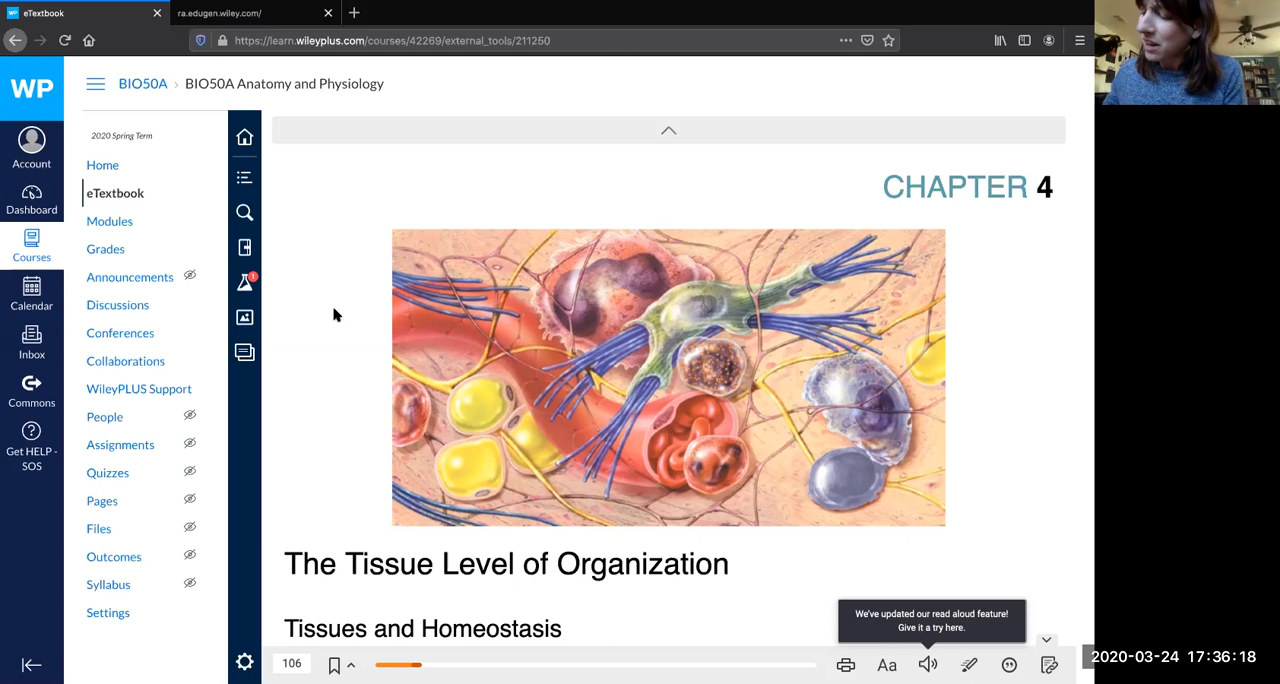 WP eTextbook
ra.edugen.wiley.com/
https://learn.wileyplus.com/courses/42269/external_tools/211250
WP
BIO50A > BIO50A Anatomy and Physiology
Account
Dashboard
Courses
Calendar
Inbox
Commons
Get HELP -
SOS
2020 Spring Term
Home
eTextbook
Modules
Grades
Announcements
Discussions
Conferences
Collaborations
WileyPLUS Support
People
Assignments
Quizzes
Pages
Files
Outcomes
Syllabus
Settings
1
CHAPTER 4
The Tissue Level of Organization
Tissues and Homeostasis
We've updated our read aloud feature!
Give it a try here.
106
Aa
2020-03-24 17:36:18